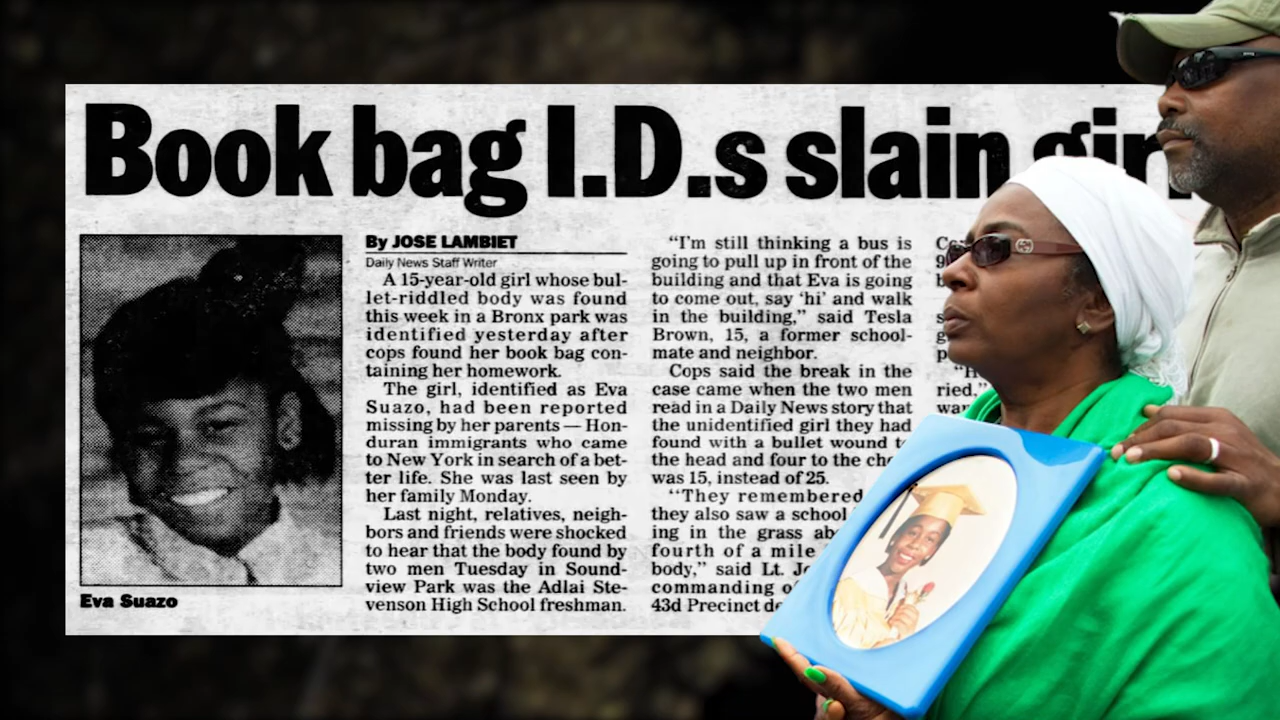 Book bag I.D.s slain
By JOSE LAMBIET
Daily News Staff Writer
A 15-year-old girl whose bul-
let-riddled body was found
this week in a Bronx park was
identified yesterday after
cops found her book bag con-
taining her homework.
The girl, identified as Eva
Suazo, had been reported
missing by her parents — Hon-
duran immigrants who came
to New York in search of a bet-
ter life. She was last seen by
her family Monday.
Last night, relatives, neigh-
bors and friends were shocked
to hear that the body found by
two men Tuesday in Sound-
view Park was the Adlai Ste-
venson High School freshman.
Eva Suazo
“I’m still thinking a bus is
going to pull up in front of the
building and that Eva is going
to come out, say ‘hi’ and walk
in the building,” said Tesla
Brown, 15, a former school-
mate and neighbor.
Cops said the break in the
case came when the two men
read in a Daily News story that
the unidentified girl they had
found with a bullet wound
the head and four to the
was 15, instead of 25.
“They remembered
they also saw a school
ing in the grass
fourth of a mile
body,” said Lt.
commanding
43d Precinct
ried,”